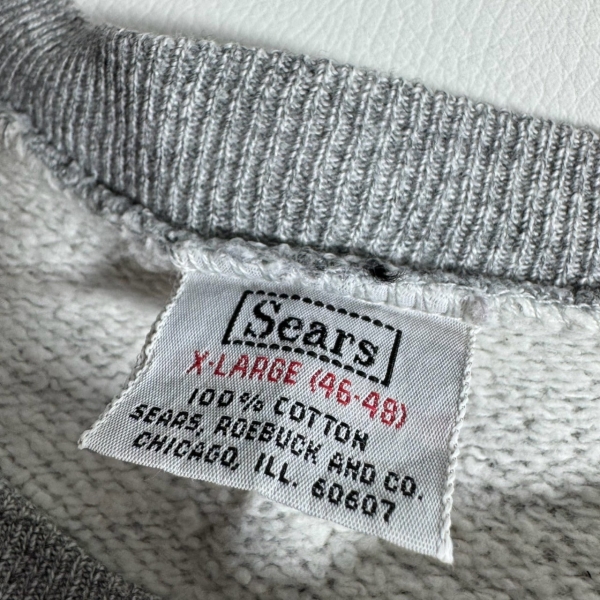 Sears
X-LARGE (46-48)
100% COTTON
SEARS, ROEBUCK AND CO.
CHICAGO, ILL. 60607